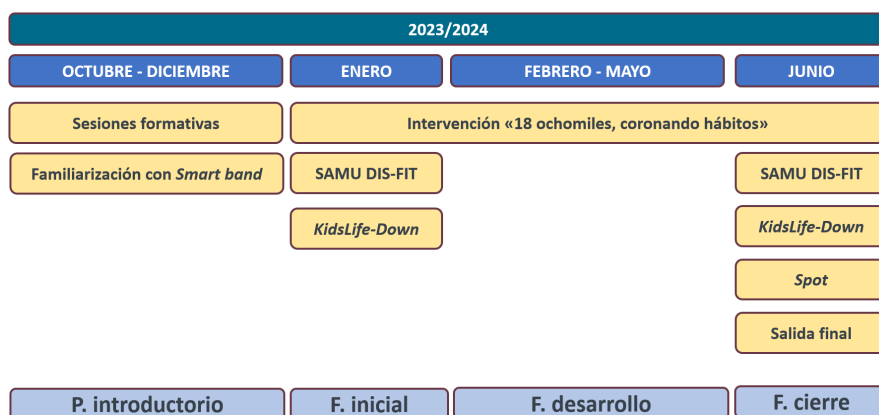 2023/2024
OCTUBRE - DICIEMBRE
ENERO
FEBRERO - MAYO
JUNIO
Sesiones formativas
Intervención «18 ochomiles, coronando hábitos»
Familiarización con Smart band
SAMU DIS-FIT
SAMU DIS-FIT
KidsLife-Down
KidsLife-Down
Spot
Salida final
P. introductorio
F. inicial
F. desarrollo
F. cierre